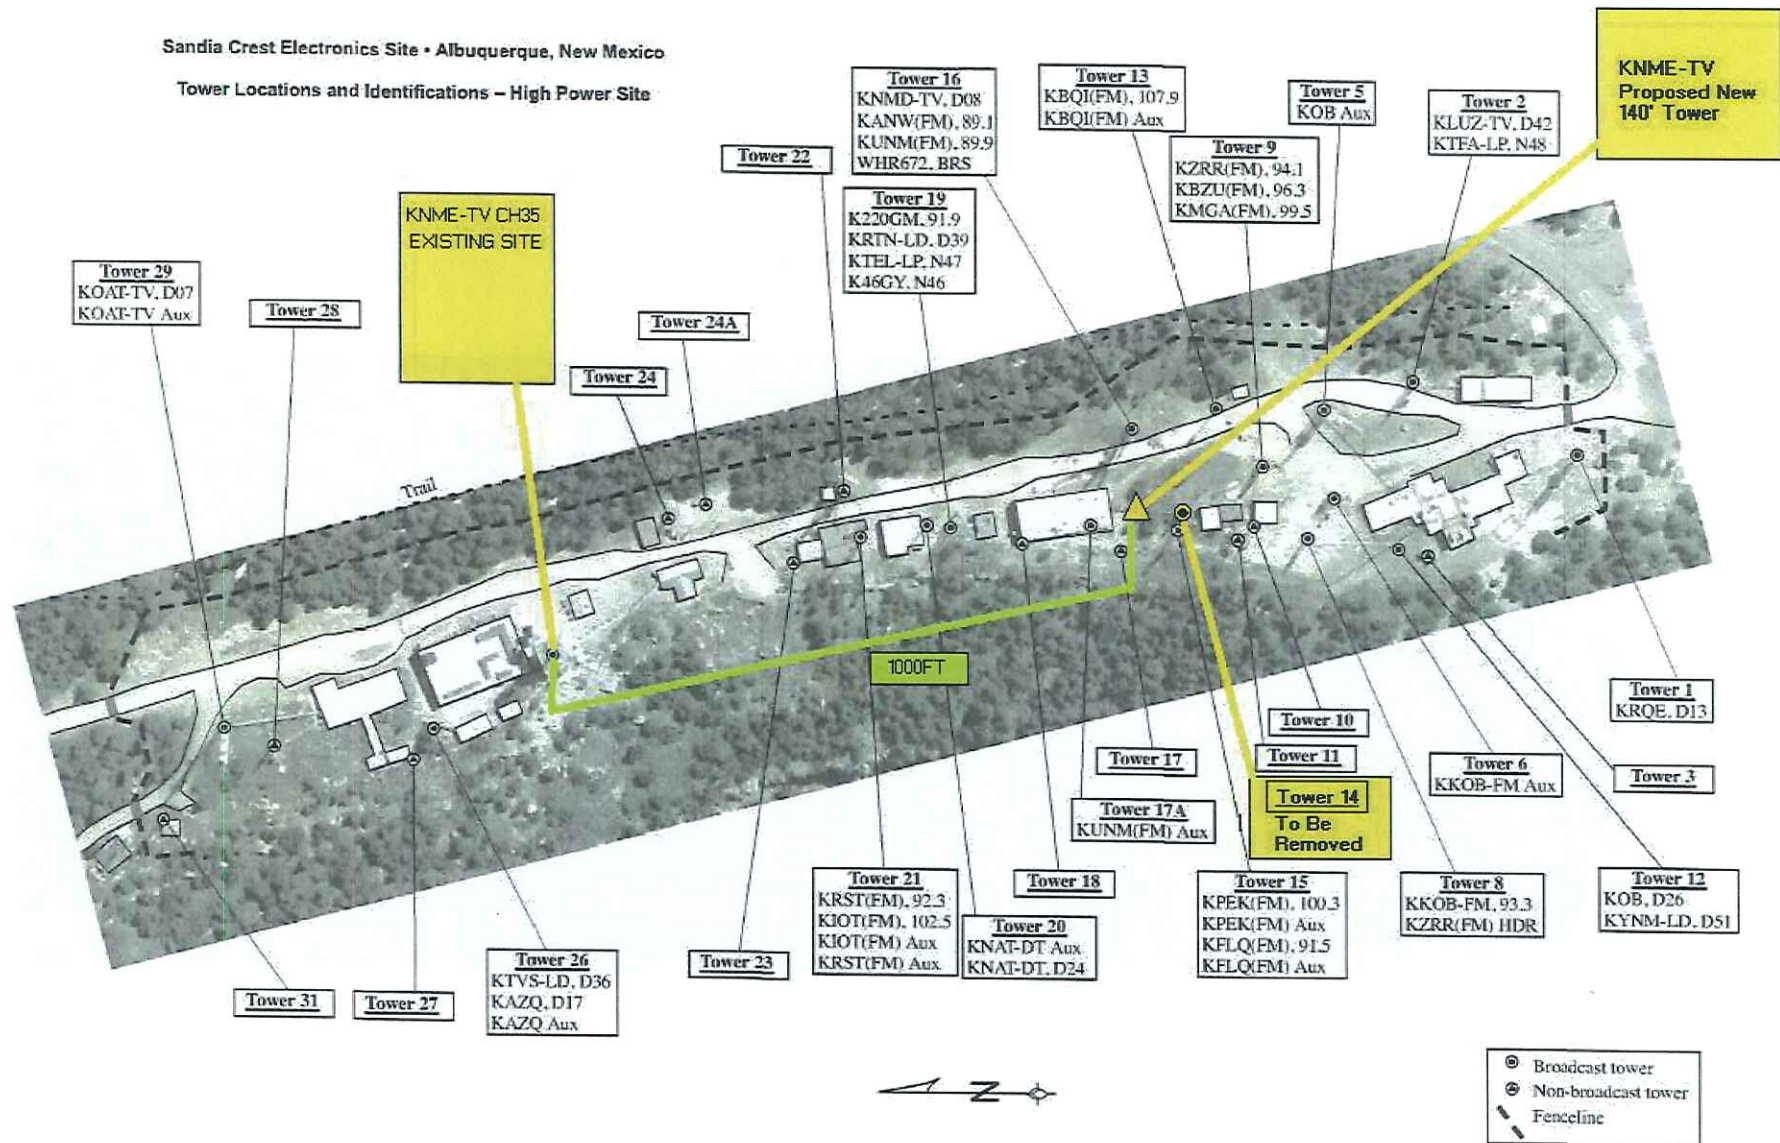 Sandia Crest Electronics Site • Albuquerque, New Mexico
Tower Locations and Identifications – High Power Site
KNME-TV
Proposed New
140' Tower
Tower 16
KNMD-TV, D08
KANW(FM), 89.1
KUNM(FM), 89.9
WHR672, BRS
Tower 13
KBQI(FM), 107.9
KBQI(FM) Aux
Tower 5
KOB Aux
Tower 2
KLUZ-TV, D42
KTFA-LP, N48
Tower 22
Tower 9
KZRR(FM), 94.1
KBZU(FM), 96.3
KMGA(FM), 99.5
KNME-TV CH35
EXISTING SITE
Tower 19
K220GM, 91.9
KRTN-LD, D39
KTEL-LP, N47
K46GY, N46
Tower 29
KOAT-TV, D07
KOAT-TV Aux
Tower 28
Tower 24A
Tower 24
Trail
1000FT
Tower 1
KRQE, D13
Tower 10
Tower 11
Tower 17
Tower 6
KKOB-FM Aux
Tower 3
Tower 14
To Be
Removed
Tower 17A
KUNM(FM) Aux
Tower 21
KRST(FM), 92.3
KIOT(FM), 102.5
KIOT(FM) Aux
KRST(FM) Aux
Tower 18
Tower 15
KPEK(FM), 100.3
KPEK(FM) Aux
KFLQ(FM), 91.5
KFLQ(FM) Aux
Tower 8
KKOB-FM, 93.3
KZRR(FM) HDR
Tower 12
KOB, D26
KYNM-LD, D51
Tower 20
KNAT-DT Aux
KNAT-DT, D24
Tower 23
Tower 26
KTVS-LD, D36
KAZQ, D17
KAZQ Aux
Tower 31
Tower 27
N
Broadcast tower
Non-broadcast tower
Fenceline